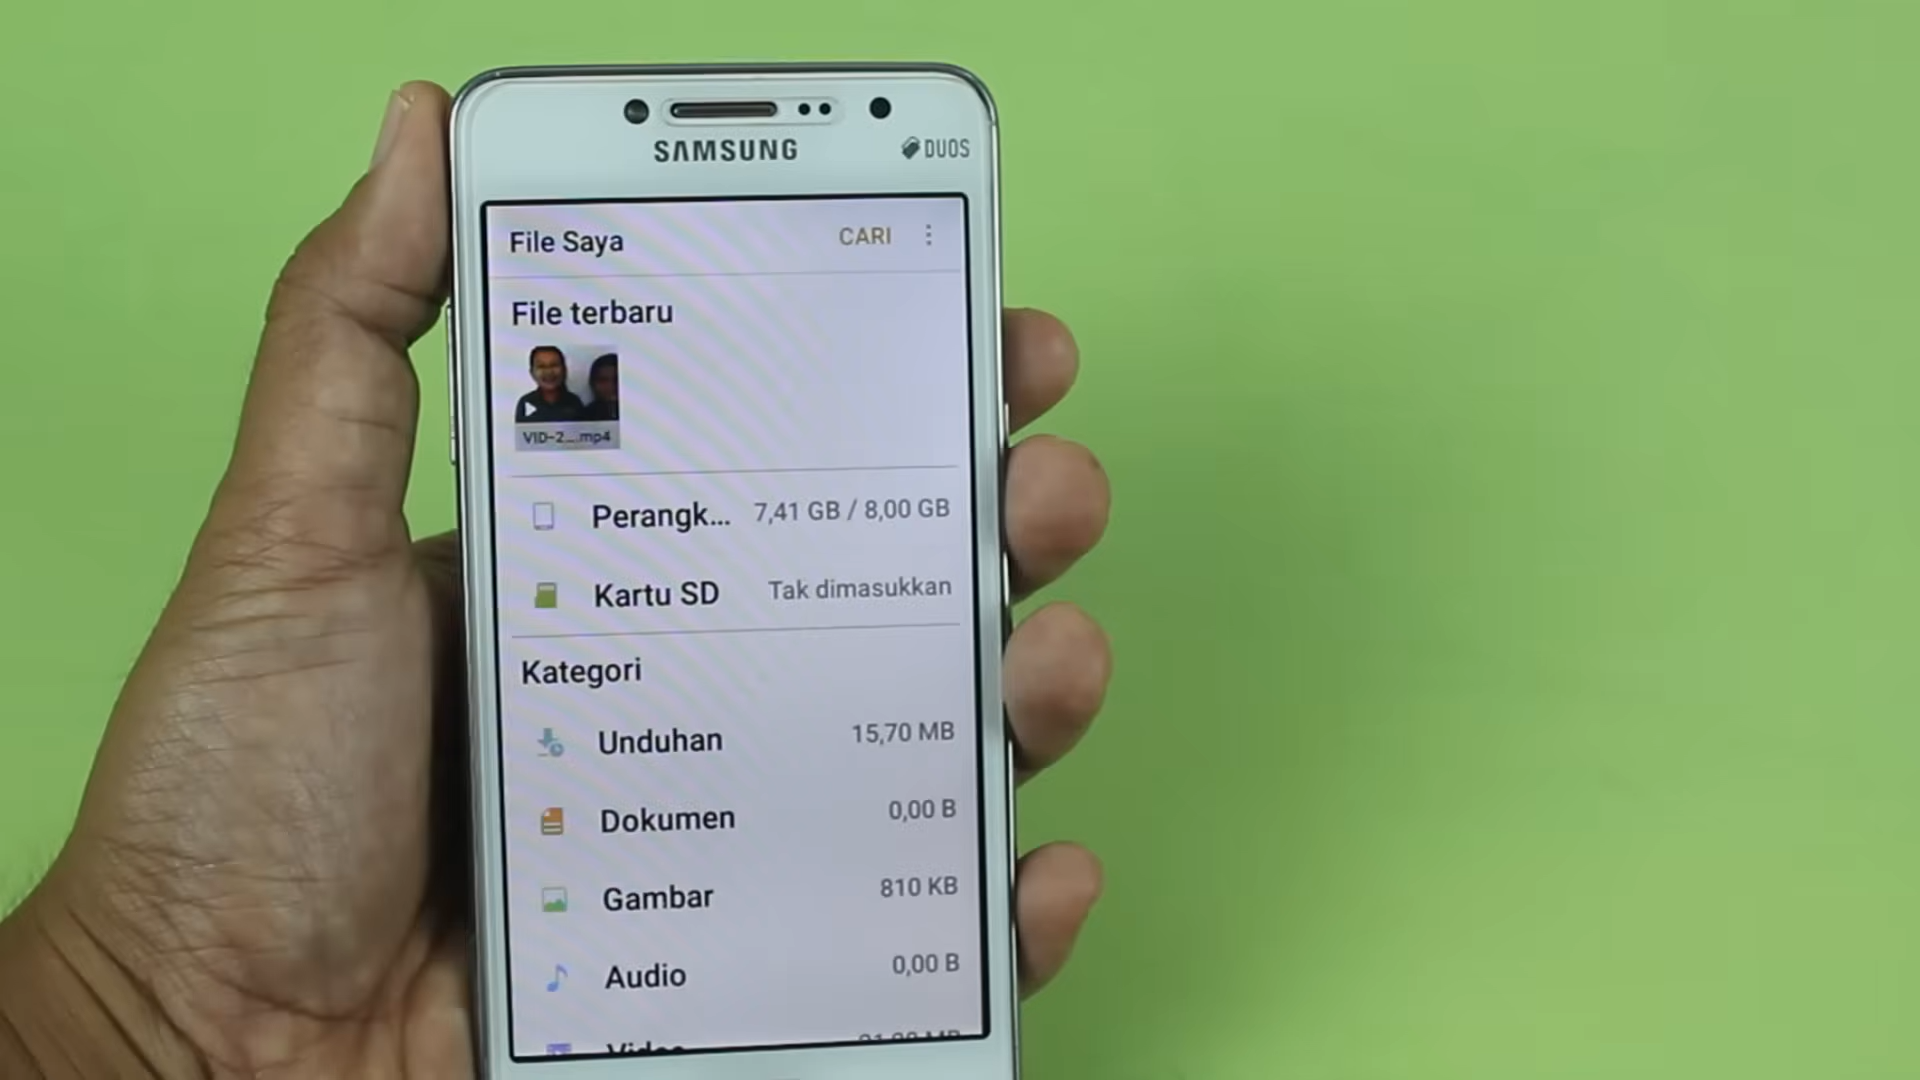 SAMSUNG
DUOS
File Saya
CARI
File terbaru
VID-2....mp4
Perangk... 7,41 GB / 8,00 GB
Kartu SD Tak dimasukkan
Kategori
Unduhan 15,70 MB
Dokumen 0,00 B
Gambar 810 KB
Audio 0,00 B